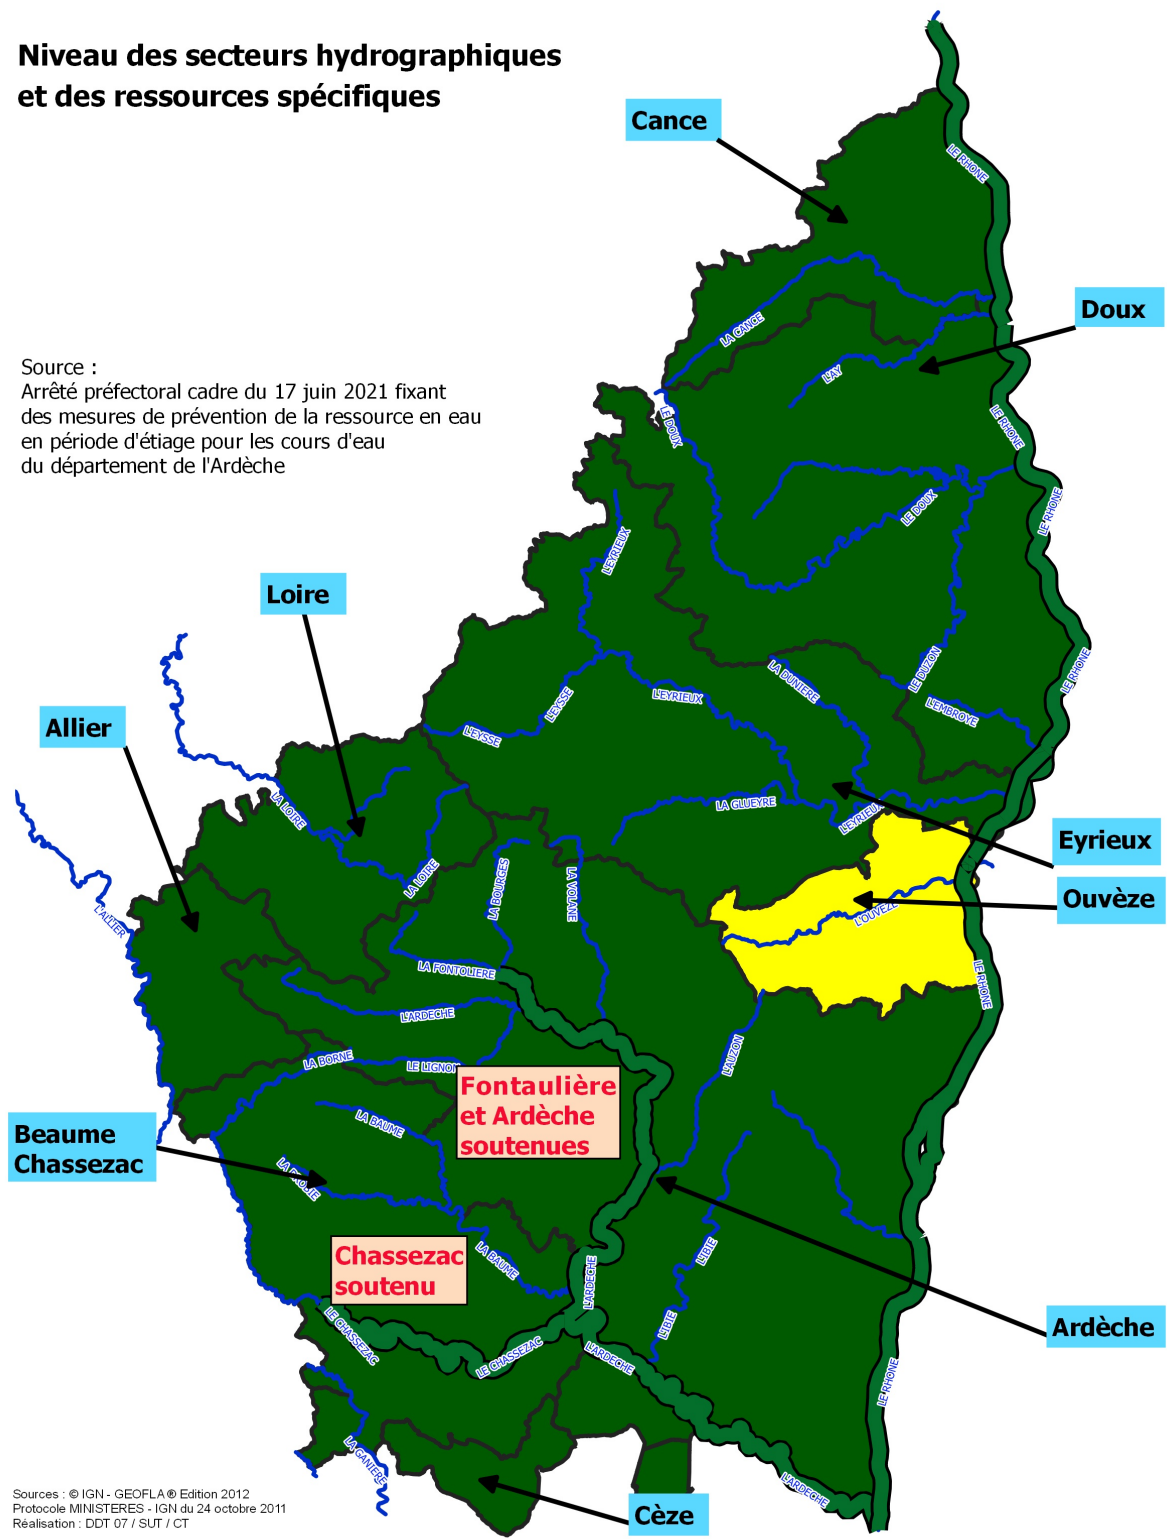 Niveau des secteurs hydrographiques
et des ressources spécifiques
Cance
LE RHONE
Doux
LA CANCE
L'AY
Source :
Arrêté préfectoral cadre du 17 juin 2021 fixant
des mesures de prévention de la ressource en eau
en période d'étiage pour les cours d'eau
du département de l'Ardèche
LE DOUX
LE RHONE
LE DOUX
LE RHONE
L'EYRIEUX
Loire
LE DUZON
LE RHONE
LA DUNIERE
L'EYRIEUX
L'EYSSE
L'EMBROYE
Allier
L'EYSSE
LA LOIRE
LA GLUEYRE
L'EYRIEU
Eyrieux
LA LOIRE
LA BOURGES
LA VOLANE
Ouvèze
L'OUVEZE
L'ALLIER
LA FONTOLIERE
LE RHONE
L'ARDECHE
L'AUZON
LA BORNE
LE LIGNON
Fontaulière
et Ardèche
soutenues
LA BAUME
Beaume
Chassezac
Chassezac
soutenu
LA BAUME
L'IBIE
L'ARDECHE
L'IBIE
Ardèche
LE CHASSEZAC
LE CHASSEZAC
L'ARDECHE
LE RHONE
LA GANIERE
L'ARDECHE
Cèze
Sources : © IGN - GEOFLA ® Edition 2012
Protocole MINISTERES - IGN du 24 octobre 2011
Réalisation : DDT 07 / SUT / CT